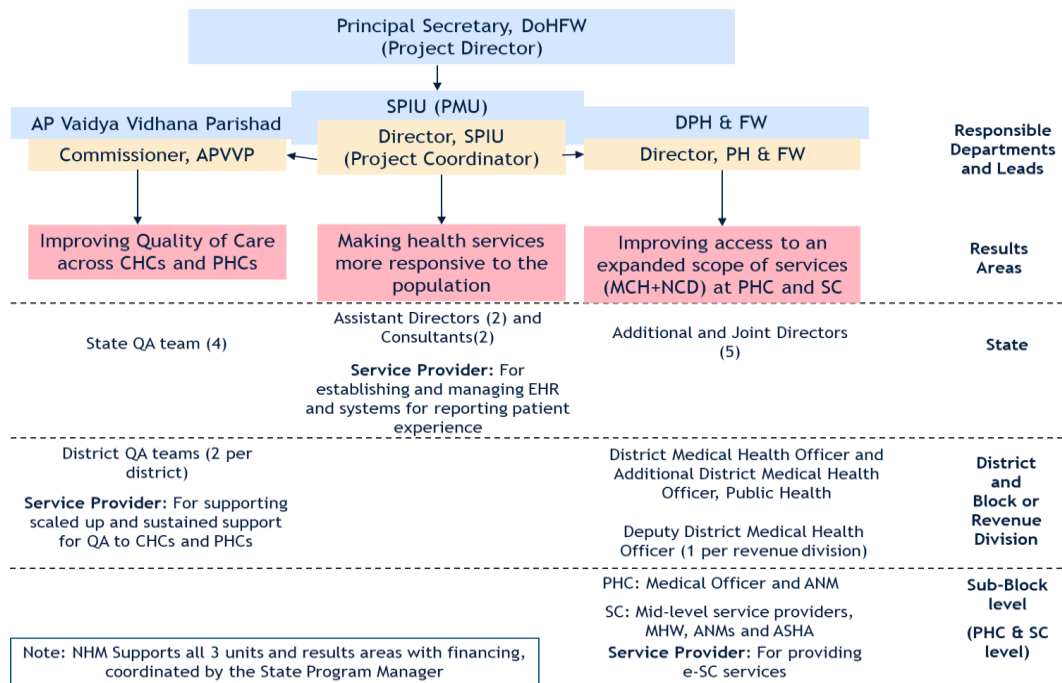 Principal Secretary, DoHFW
(Project Director)
SPIU (PMU)
AP Vaidya Vidhana Parishad
DPH & FW
Director, SPIU
(Project Coordinator)
Commissioner, APVVP
Director, PH & FW
Responsible
Departments
and Leads
Improving Quality of Care
across CHCs and PHCs
Making health services
more responsive to the
population
Improving access to an
expanded scope of services
(MCH+NCD) at PHC and SC
Results
Areas
State QA team (4)
Assistant Directors (2) and
Consultants(2)
Service Provider: For
establishing and managing EHR
and systems for reporting patient
experience
Additional and Joint Directors
(5)
State
District QA teams (2 per
district)
Service Provider: For supporting
scaled up and sustained support
for QA to CHCs and PHCs
District Medical Health Officer and
Additional District Medical Health
Officer, Public Health
Deputy District Medical Health
Officer (1 per revenue division)
District
and
Block or
Revenue
Division
PHC: Medical Officer and ANM
SC: Mid-level service providers,
MHW, ANMs and ASHA
Service Provider: For providing
e-SC services
Sub-Block
level
(PHC & SC
level)
Note: NHM Supports all 3 units and results areas with financing,
coordinated by the State Program Manager